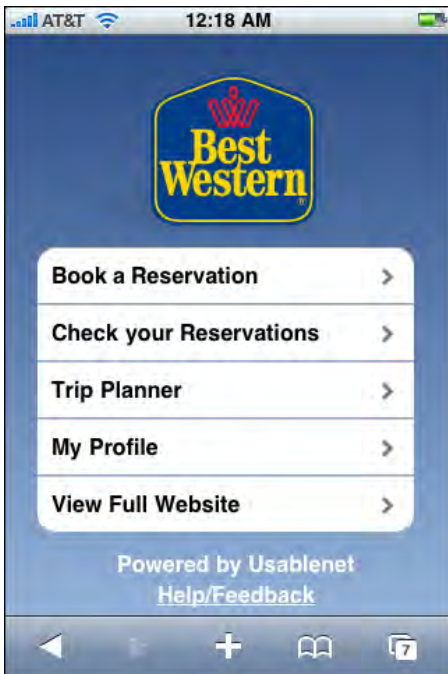 AT&T 12:18 AM
Best
Western
®
Book a Reservation
Check your Reservations
Trip Planner
My Profile
View Full Website
Powered by Usablenet
Help/Feedback
7